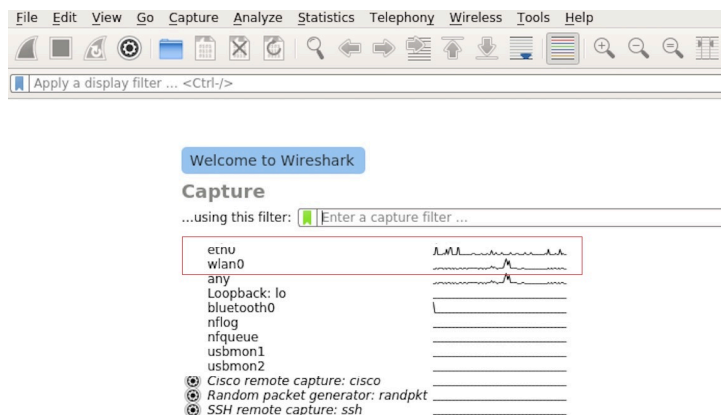 File Edit View Go Capture Analyze Statistics Telephony Wireless Tools Help
Apply a display filter ... <Ctrl-/>
Welcome to Wireshark
Capture
...using this filter: Enter a capture filter ...
eth0
wlan0
any
Loopback: lo
bluetooth0
nflog
nfqueue
usbmon1
usbmon2
Cisco remote capture: cisco
Random packet generator: randpkt
SSH remote capture: ssh